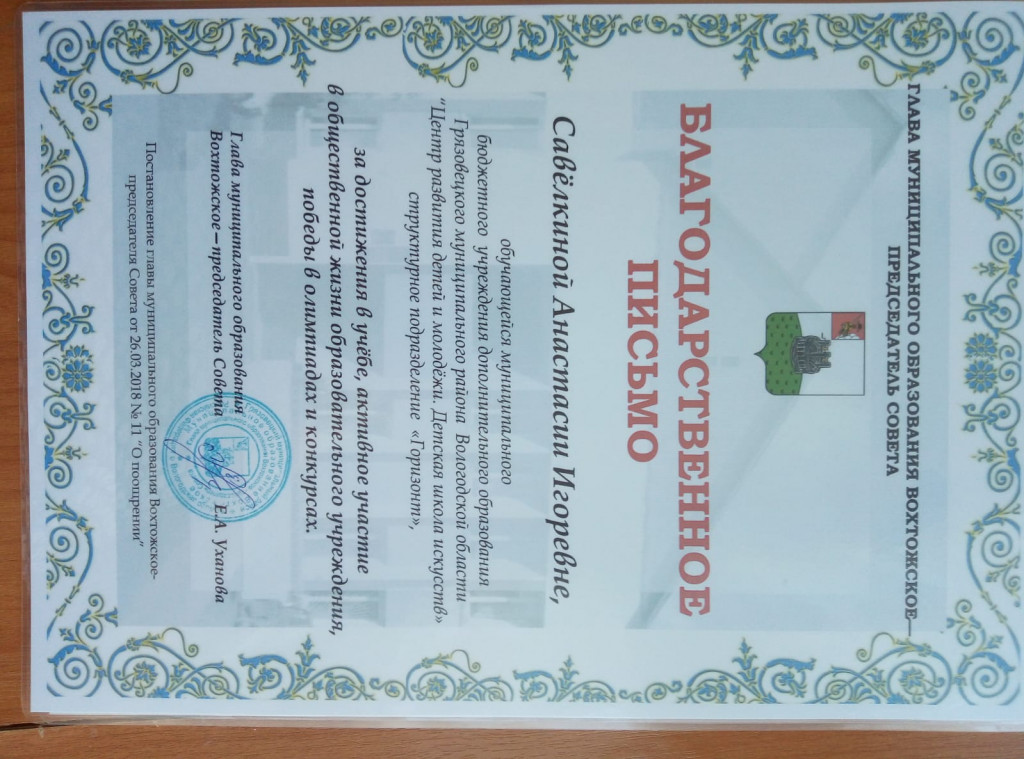 ГЛАВА МУНИЦИПАЛЬНОГО ОБРАЗОВАНИЯ ВОХТОЖСКОЕ—
ПРЕДСЕДАТЕЛЬ СОВЕТА
БЛАГОДАРСТВЕННОЕ
ПИСЬМО
Савёлкиной Анастасии Игоревне,
обучающейся муниципального
бюджетного учреждения дополнительного образования
Грязовецкого муниципального района Вологодской области
“Центр развития детей и молодёжи. Детская школа искусств»
структурное подразделение «Горизонт»,
за достижения в учёбе, активное участие
в общественной жизни образовательного учреждения,
победы в олимпиадах и конкурсах.
Глава муниципального образования
Вохтожское—председатель Совета Е.А. Уханова
Постановление главы муниципального образования Вохтожское-
председателя Совета от 26.03.2018 № 11 “О поощрении”